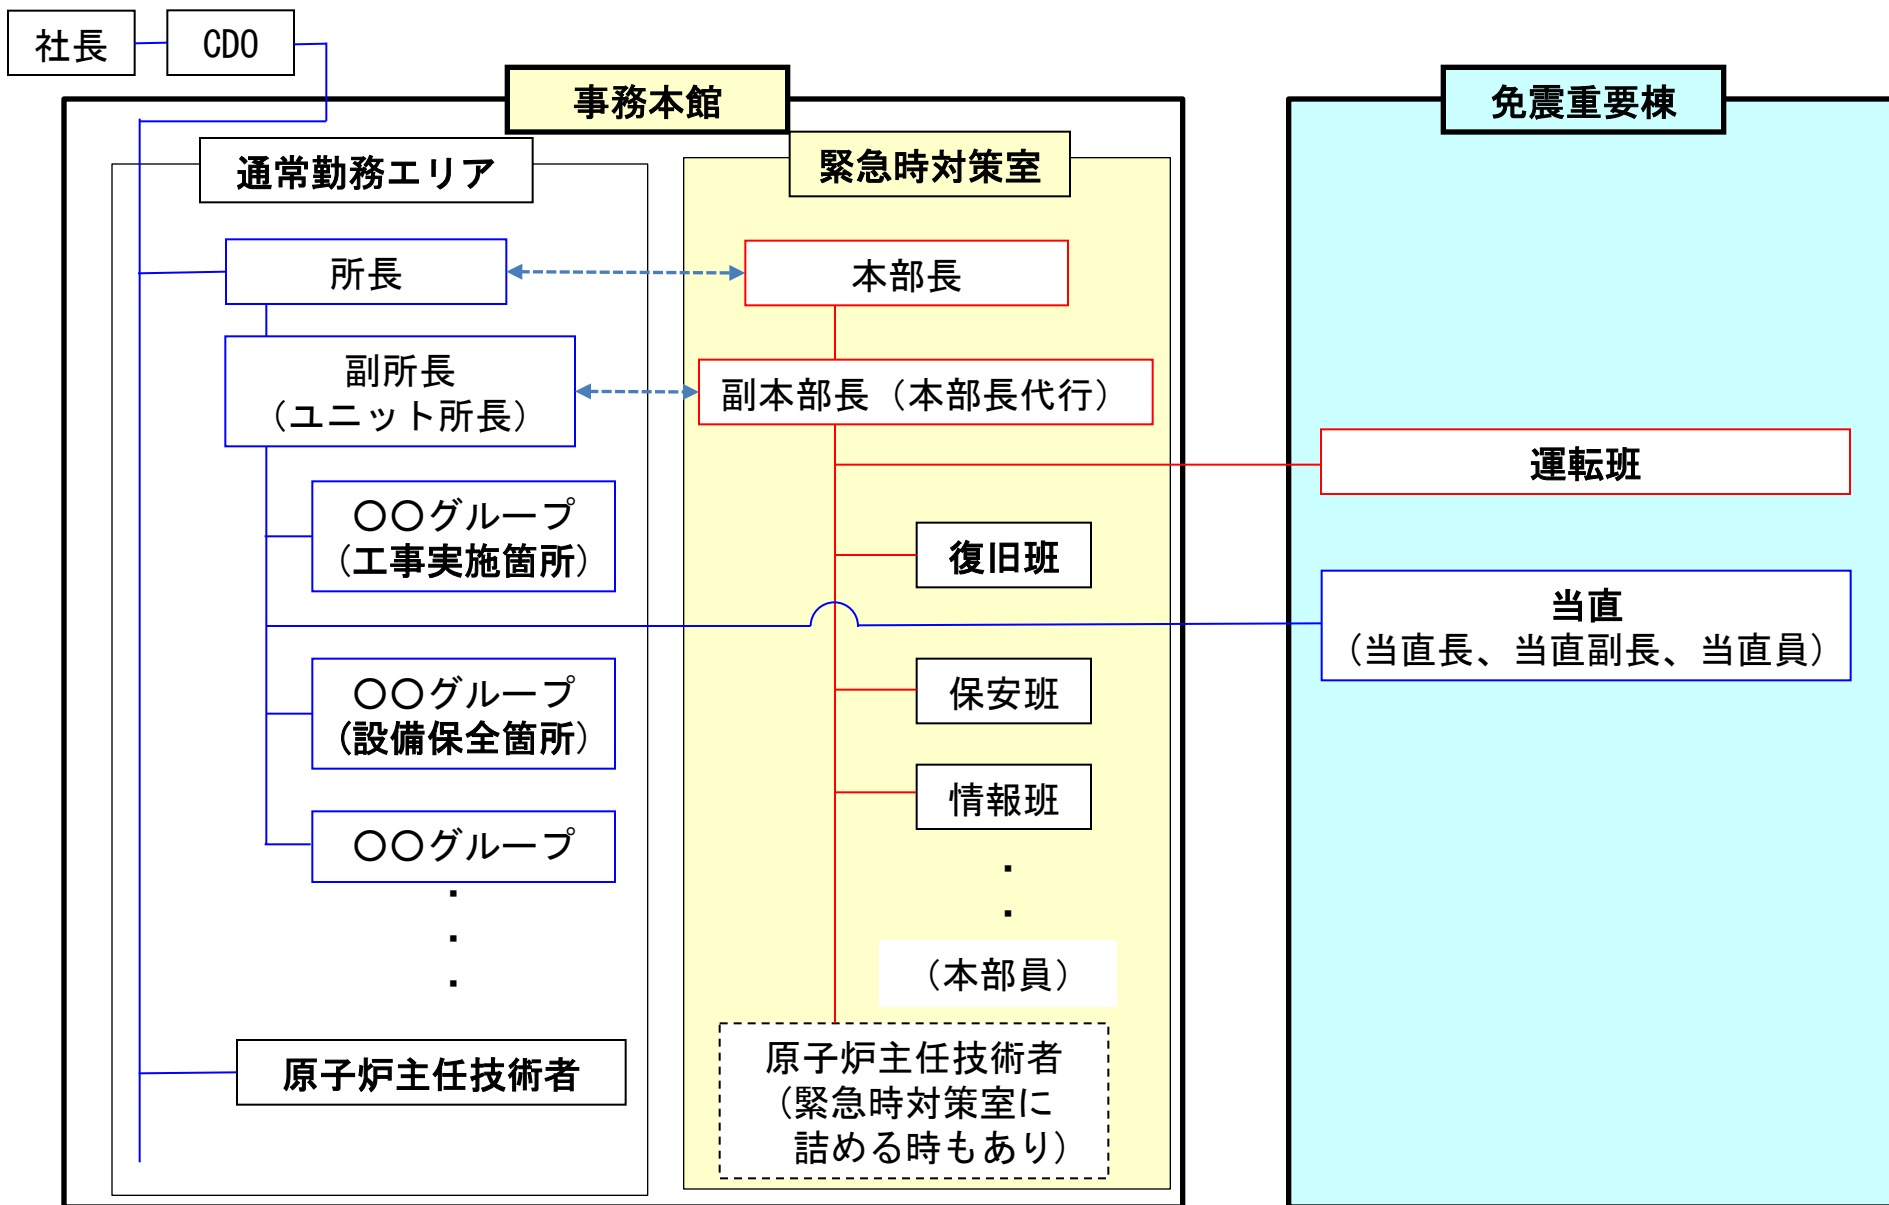 社長
CDO
事務本館
免震重要棟
通常勤務エリア
緊急時対策室
所長
本部長
副所長
（ユニット所長）
副本部長（本部長代行）
運転班
〇〇グループ
（工事実施箇所）
復旧班
当直
（当直長、当直副長、当直員）
〇〇グループ
（設備保全箇所）
保安班
情報班
〇〇グループ
・
・
・
・
・
（本部員）
原子炉主任技術者
原子炉主任技術者
（緊急時対策室に
詰める時もあり）